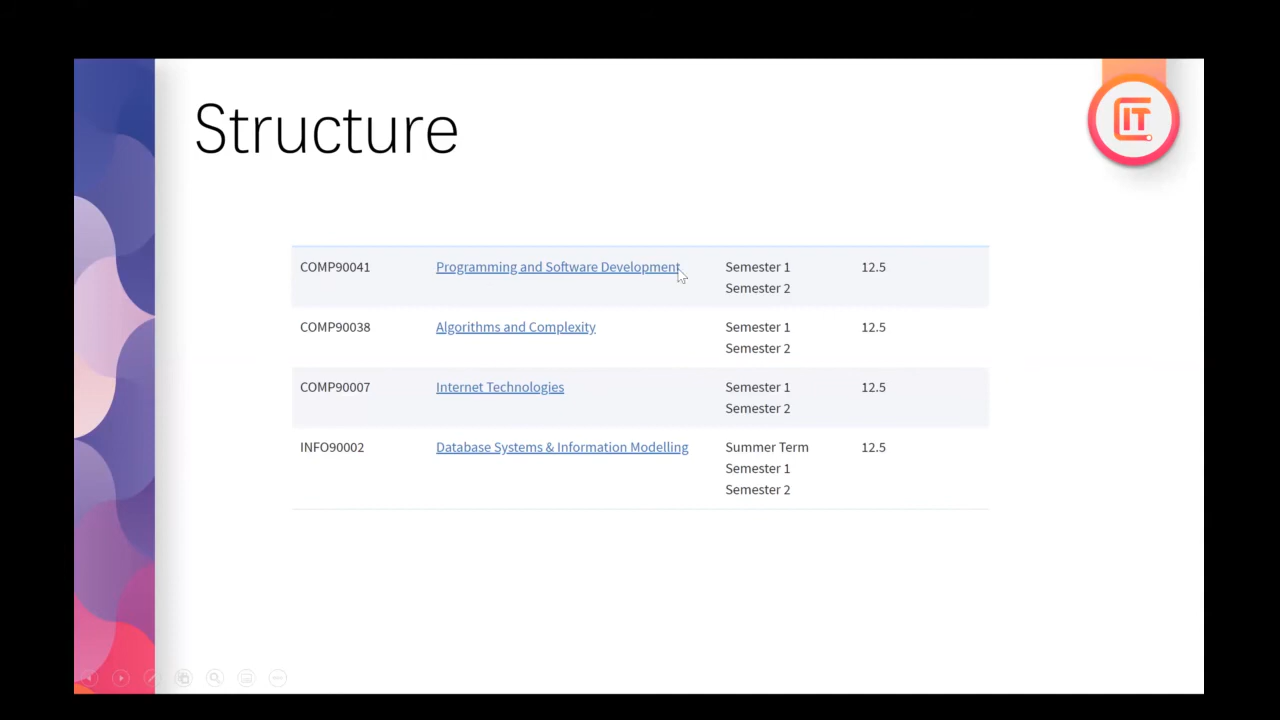 Structure
IT
COMP90041 Programming and Software Development Semester 1 12.5
Semester 2
COMP90038 Algorithms and Complexity Semester 1 12.5
Semester 2
COMP90007 Internet Technologies Semester 1 12.5
Semester 2
INFO90002 Database Systems & Information Modelling Summer Term 12.5
Semester 1
Semester 2